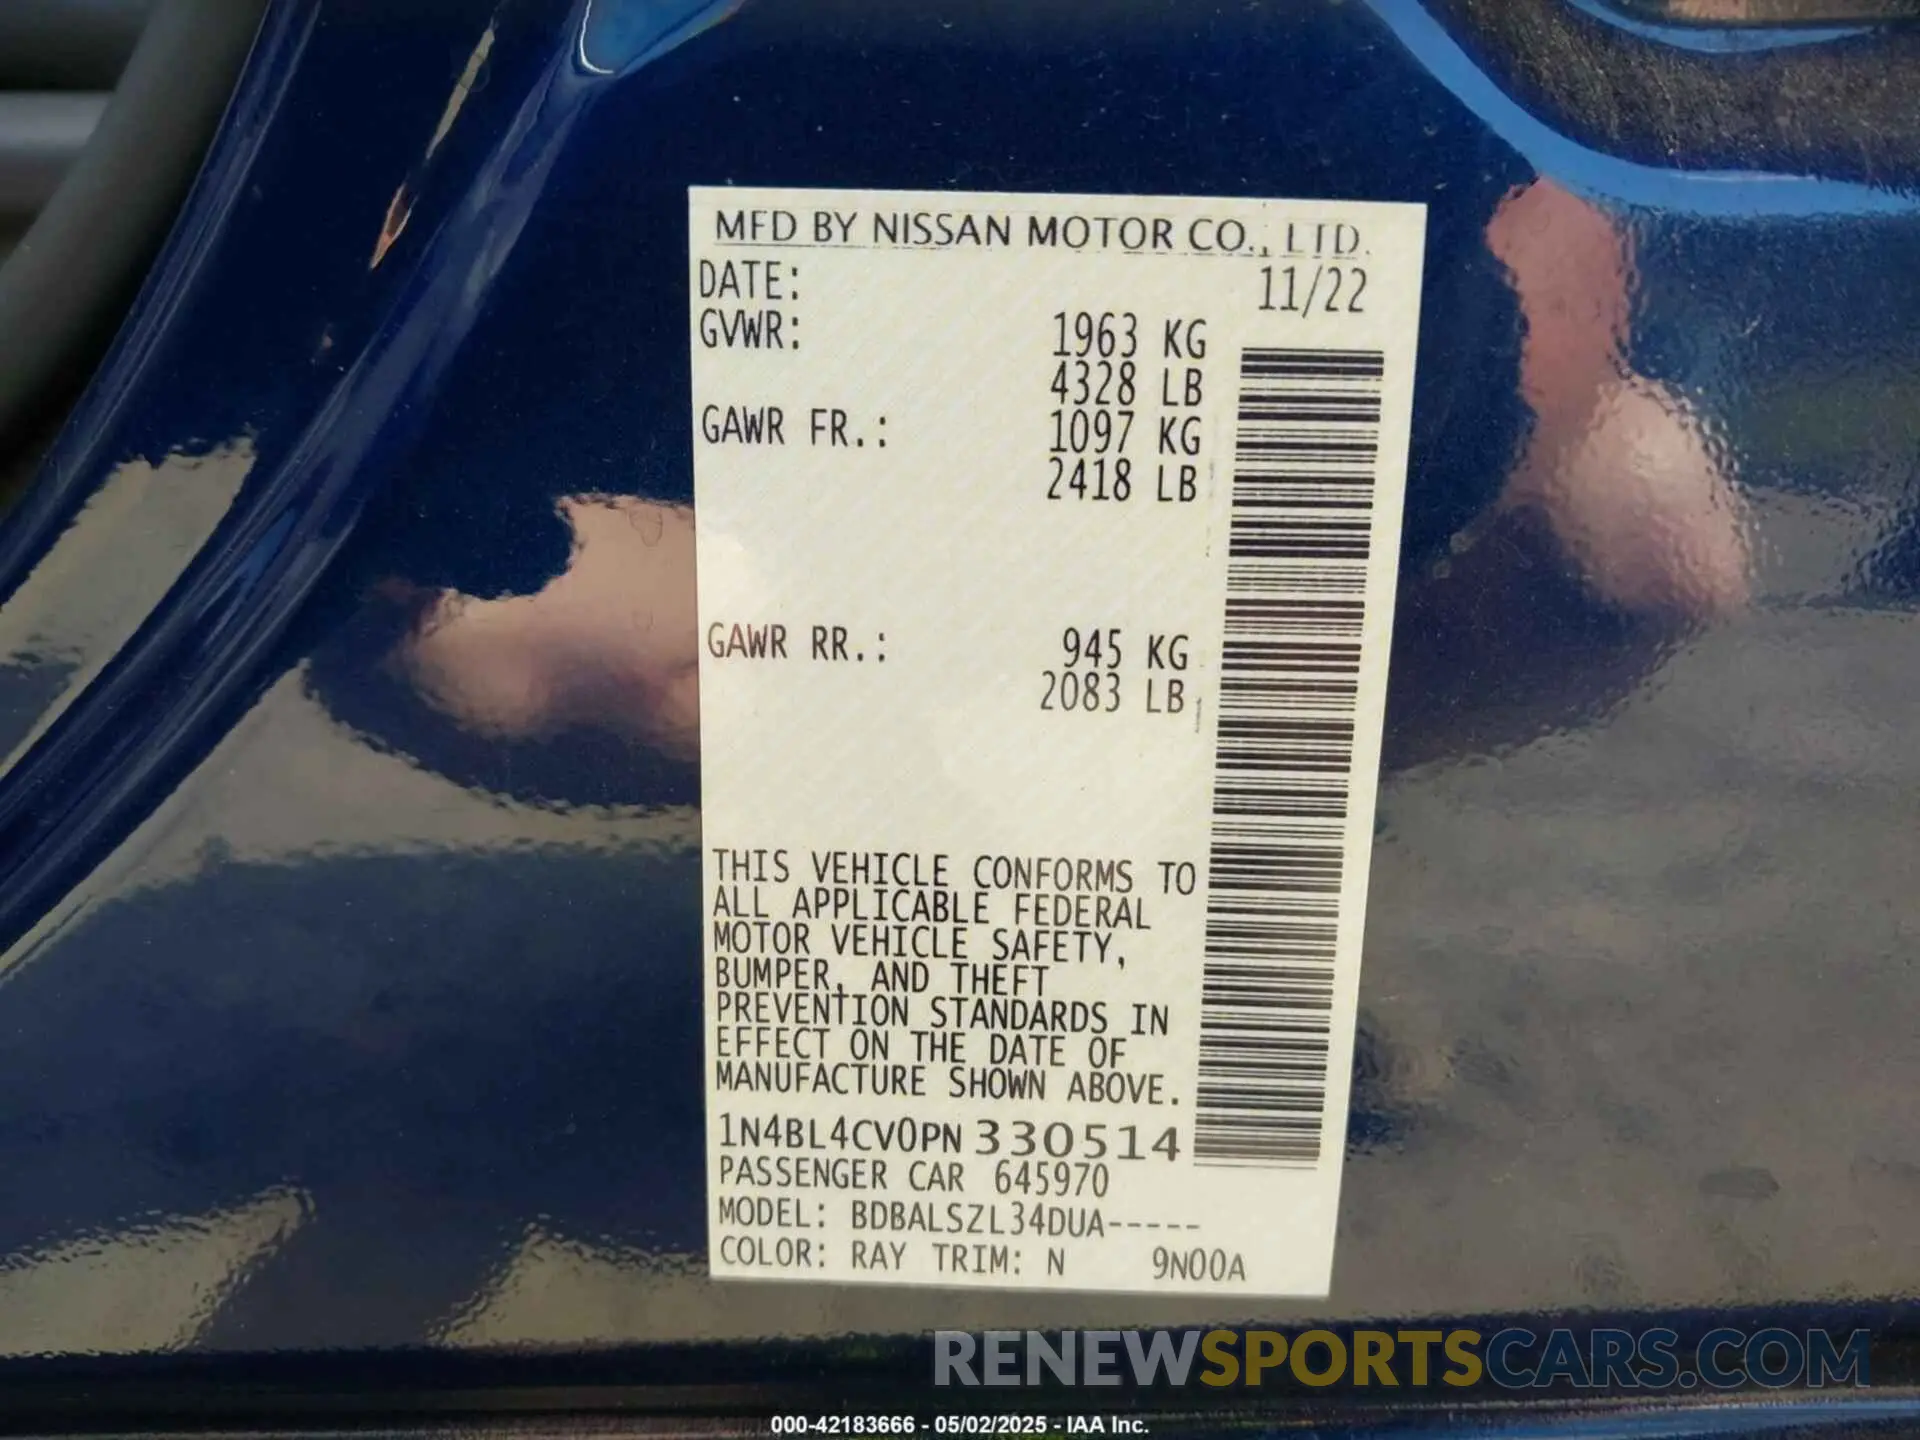 MFD BY NISSAN MOTOR CO., LTD.
DATE: 11/22
GVWR: 1963 KG
4328 LB
GAWR FR.: 1097 KG
2418 LB
GAWR RR.: 945 KG
2083 LB
THIS VEHICLE CONFORMS TO
ALL APPLICABLE FEDERAL
MOTOR VEHICLE SAFETY,
BUMPER, AND THEFT
PREVENTION STANDARDS IN
EFFECT ON THE DATE OF
MANUFACTURE SHOWN ABOVE.
1N4BL4CV0PN330514
PASSENGER CAR 645970
MODEL: BDBALSZL34DUA-----
COLOR: RAY TRIM: N 9N00A
RENEWSPORTSCARS.COM
000-42183666 - 05/02/2025 - IAA Inc.